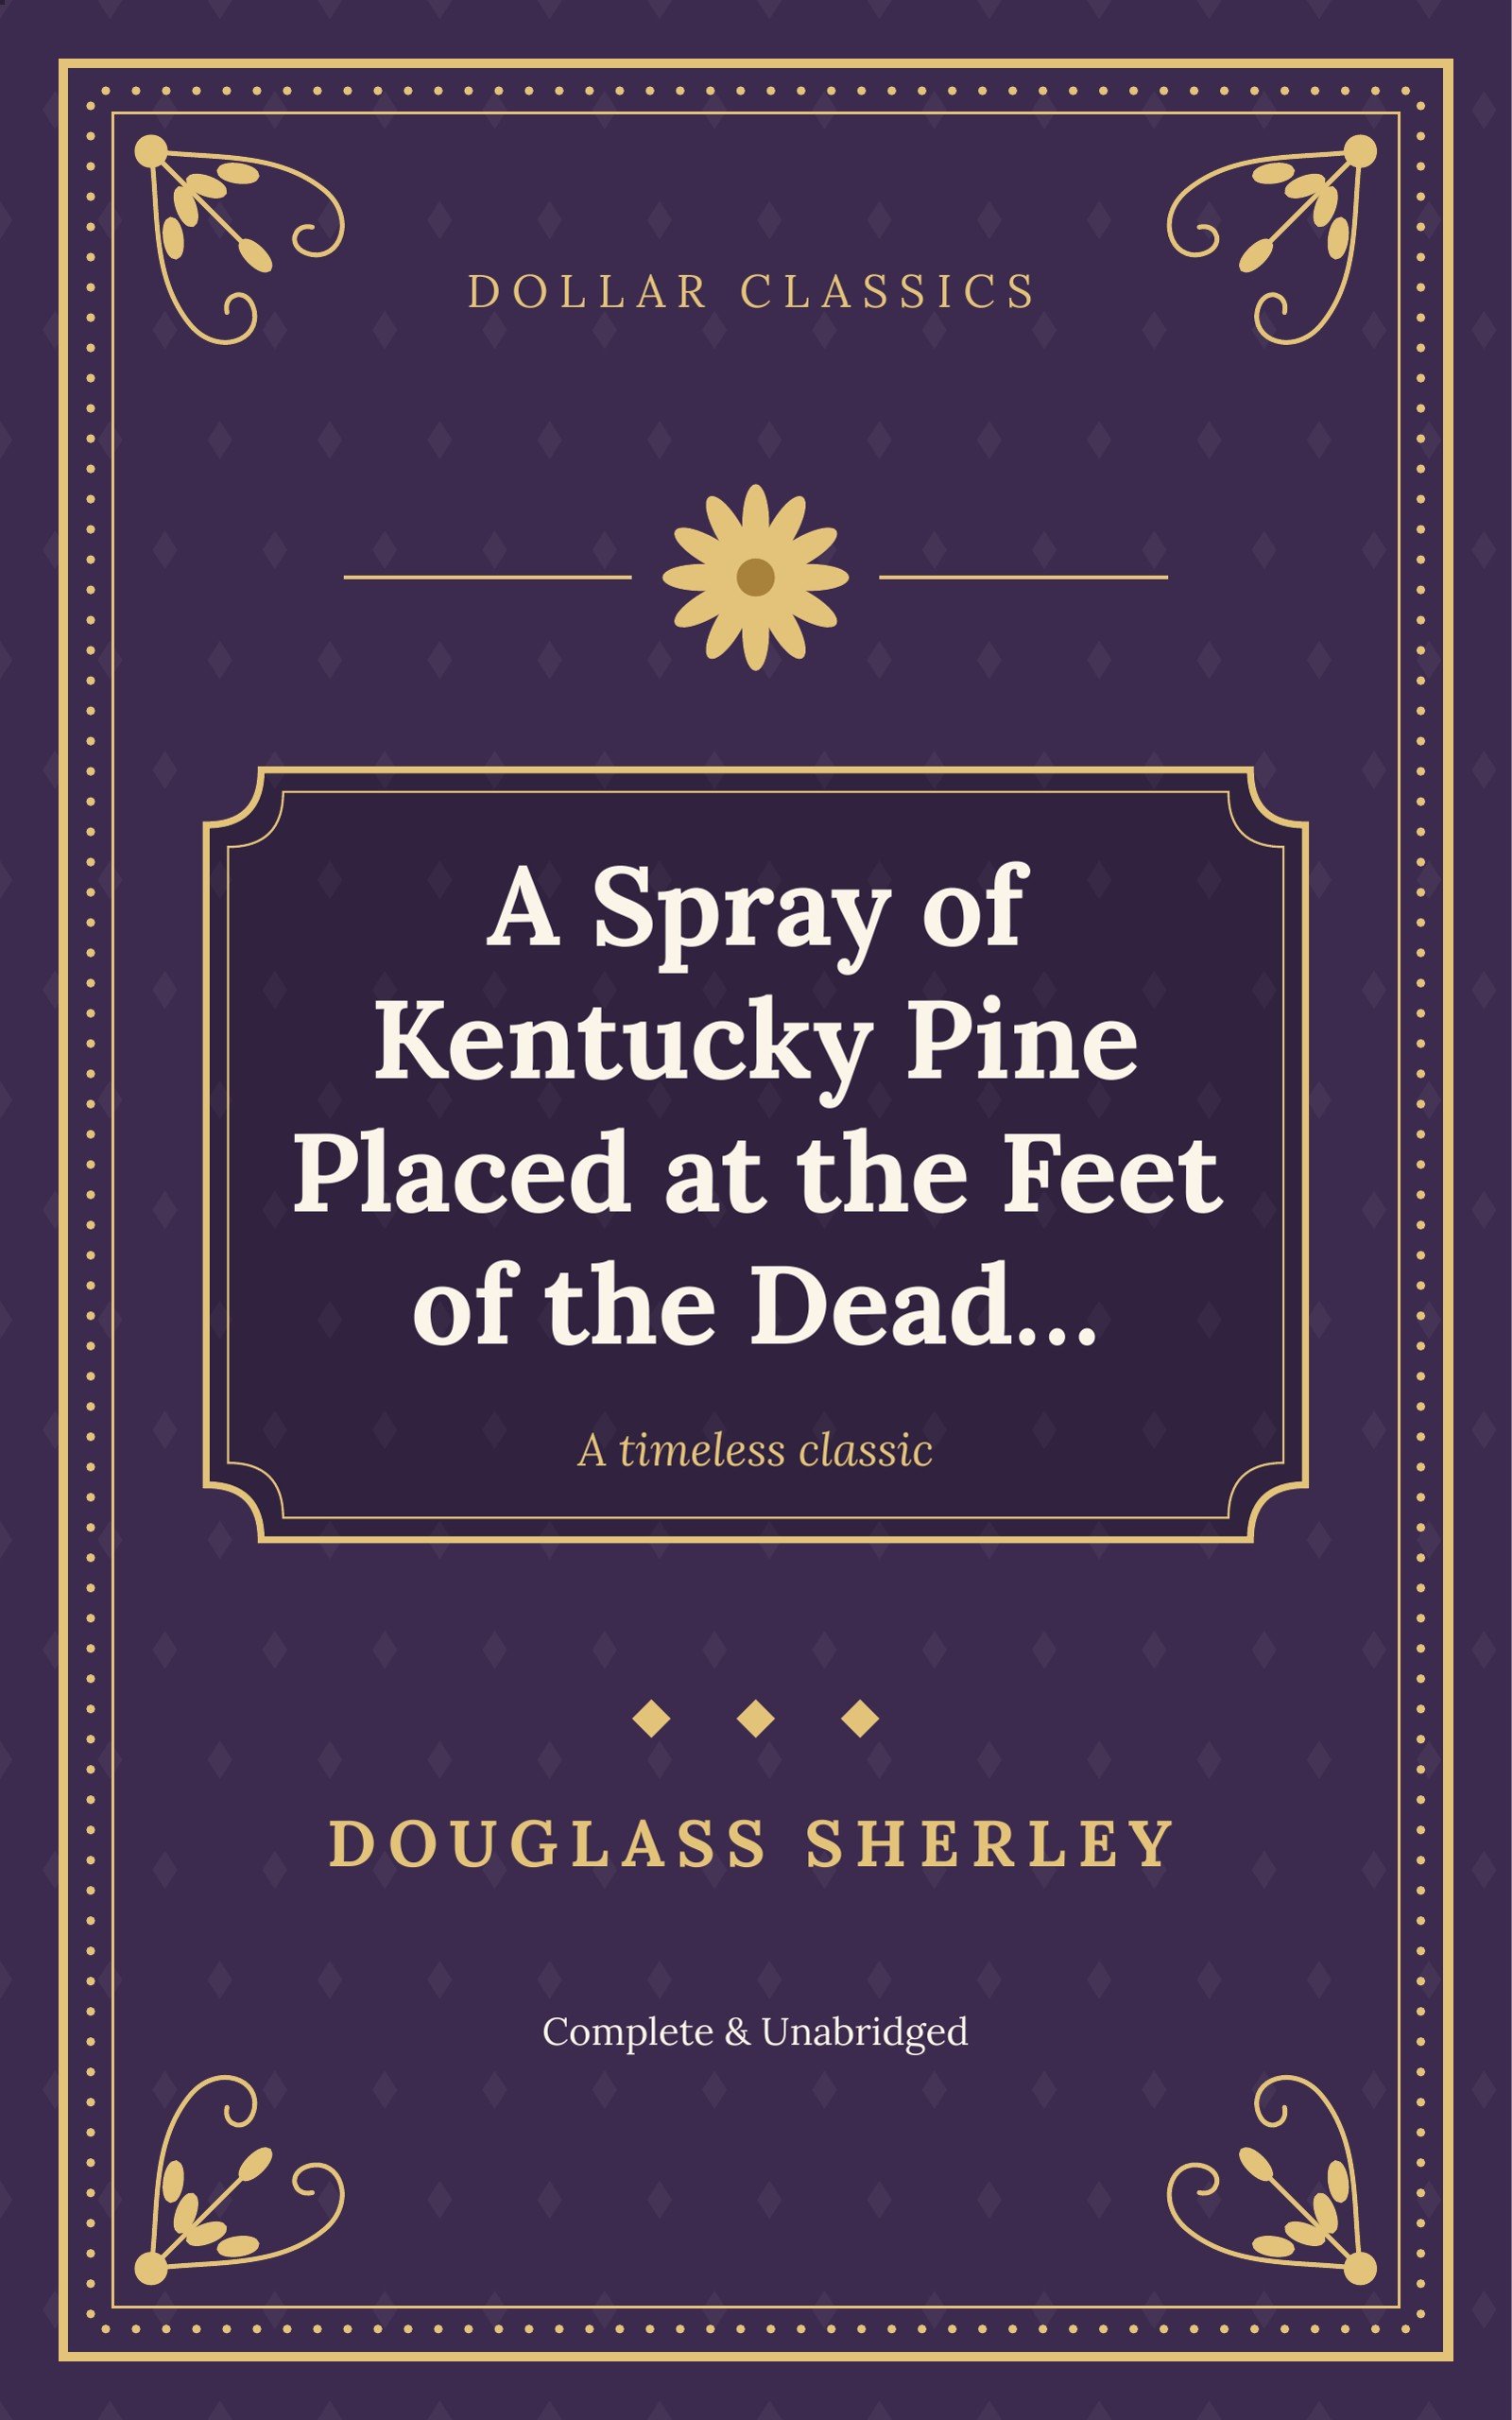 DOLLAR CLASSICS
A Spray of
Kentucky Pine
Placed at the Feet
of the Dead...
A timeless classic
DOUGLASS SHERLEY
Complete & Unabridged